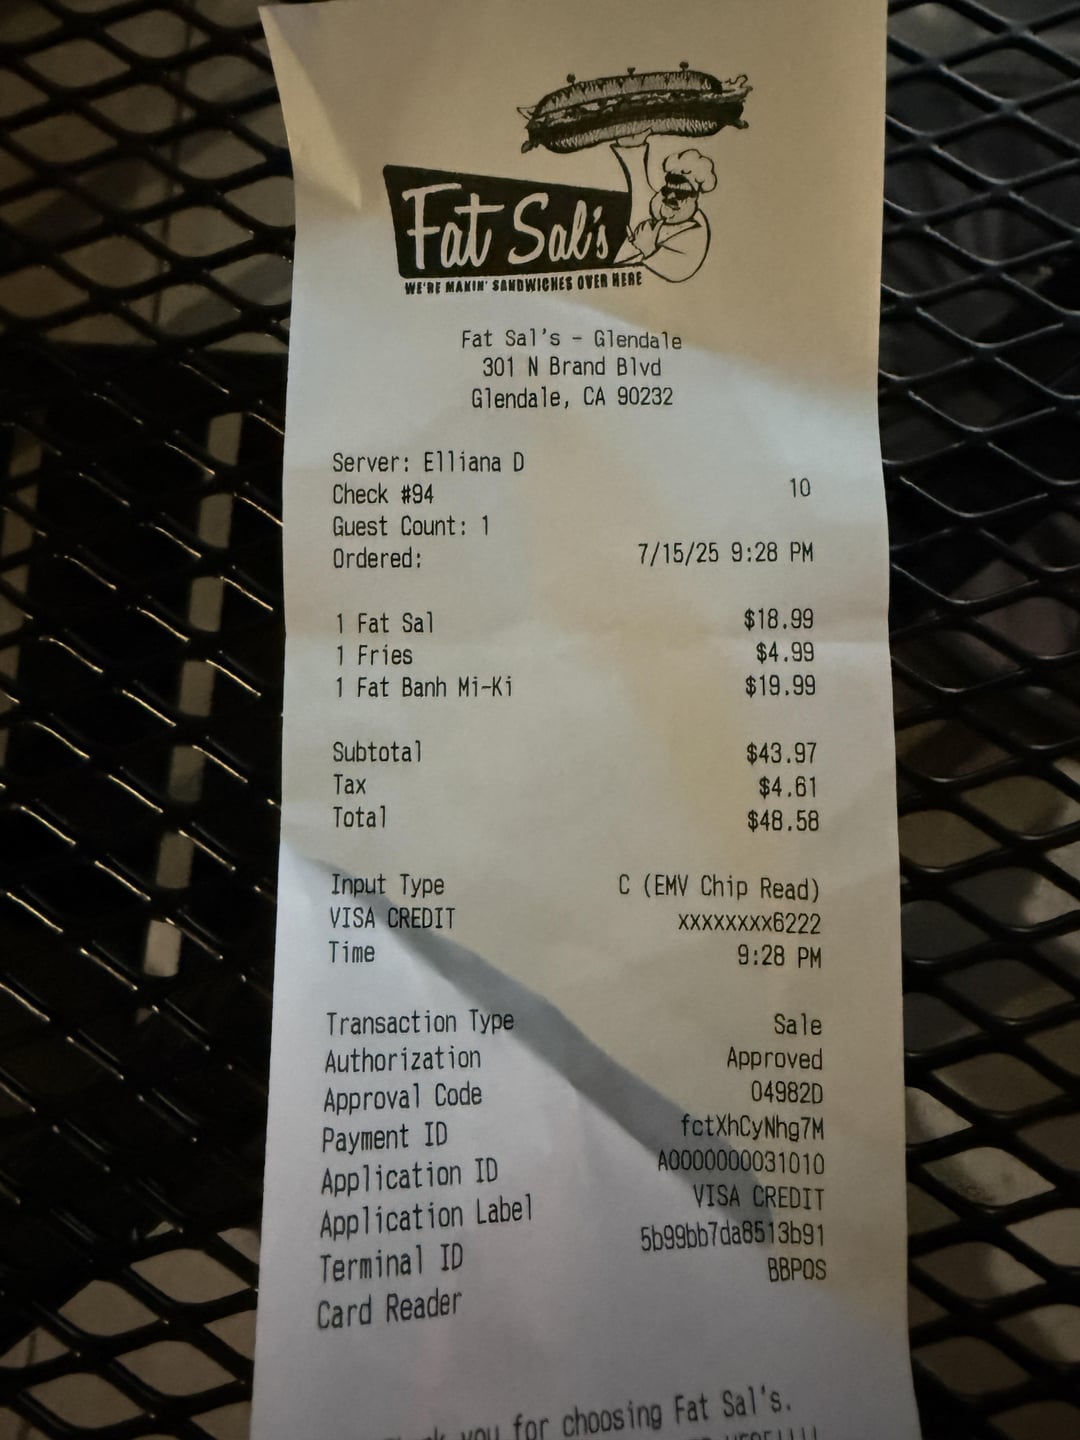 Fat Sal's
WE'RE MAKIN' SANDWICHES OVER HERE
Fat Sal's - Glendale
301 N Brand Blvd
Glendale, CA 90232
Server: Elliana D
Check #94 10
Guest Count: 1
Ordered: 7/15/25 9:28 PM
1 Fat Sal $18.99
1 Fries $4.99
1 Fat Banh Mi-Ki $19.99
Subtotal $43.97
Tax $4.61
Total $48.58
Input Type C (EMV Chip Read)
VISA CREDIT xxxxxxxx6222
Time 9:28 PM
Transaction Type Sale
Authorization Approved
Approval Code 04982D
Payment ID fctXhCyNhg7M
Application ID A0000000031010
Application Label VISA CREDIT
Terminal ID 5b99bb7da8513b91
Card Reader BBPOS
you for choosing Fat Sal's.